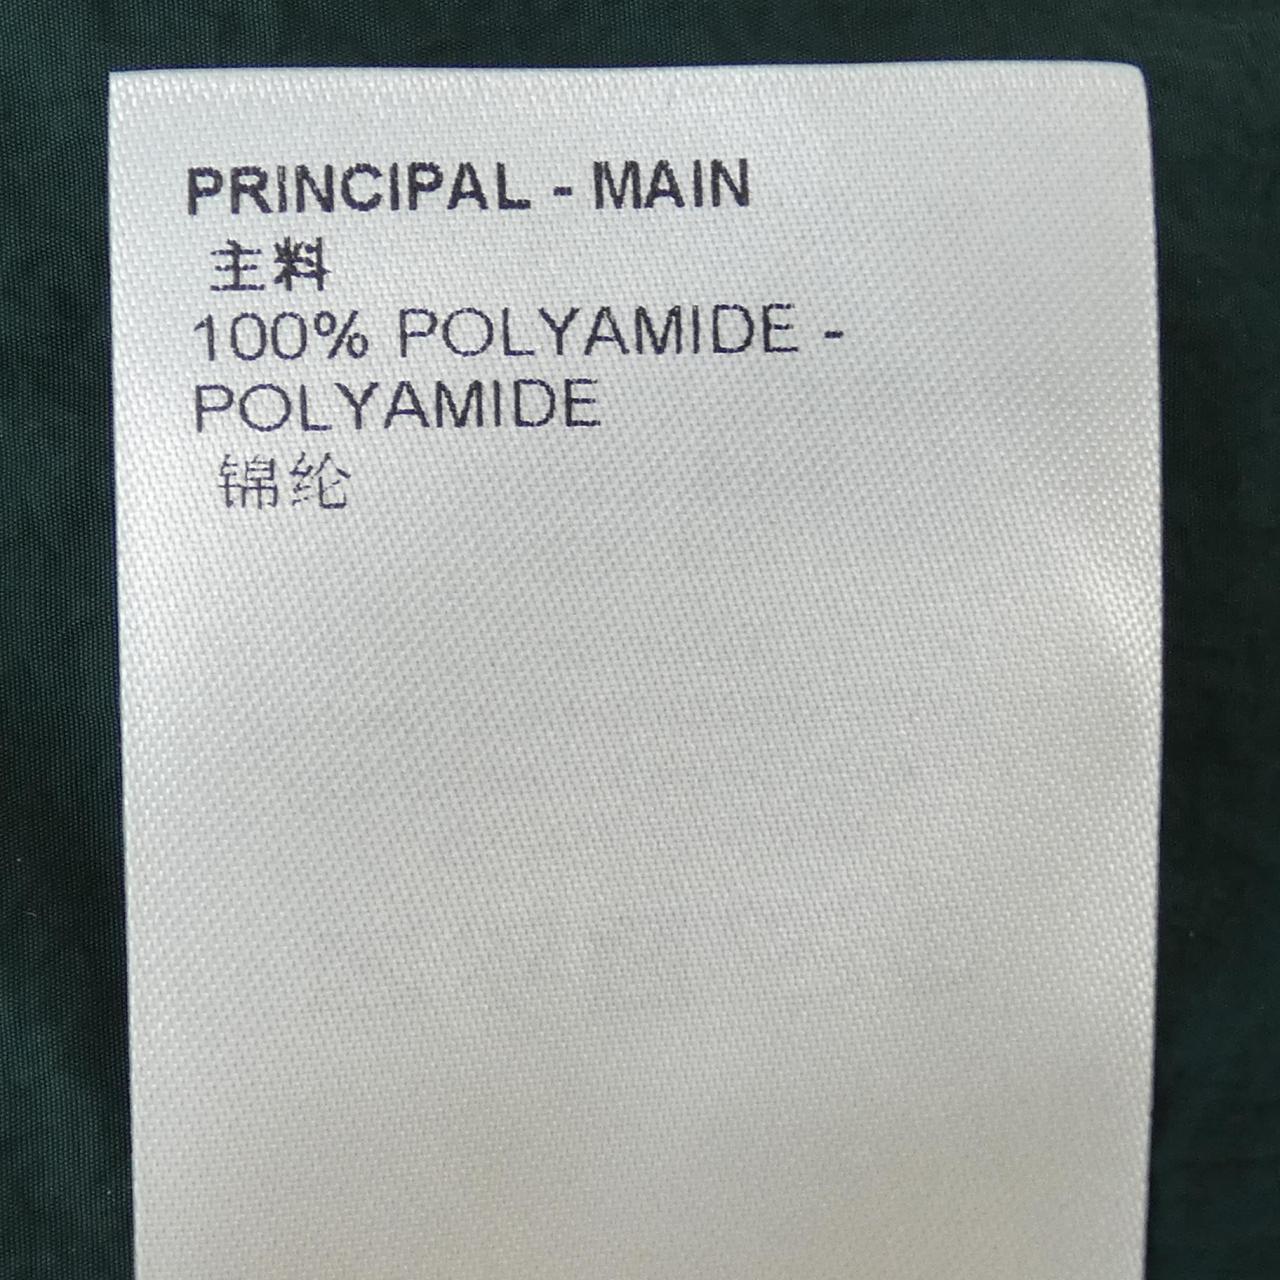 PRINCIPAL - MAIN
主料
100% POLYAMIDE -
POLYAMIDE
锦纶